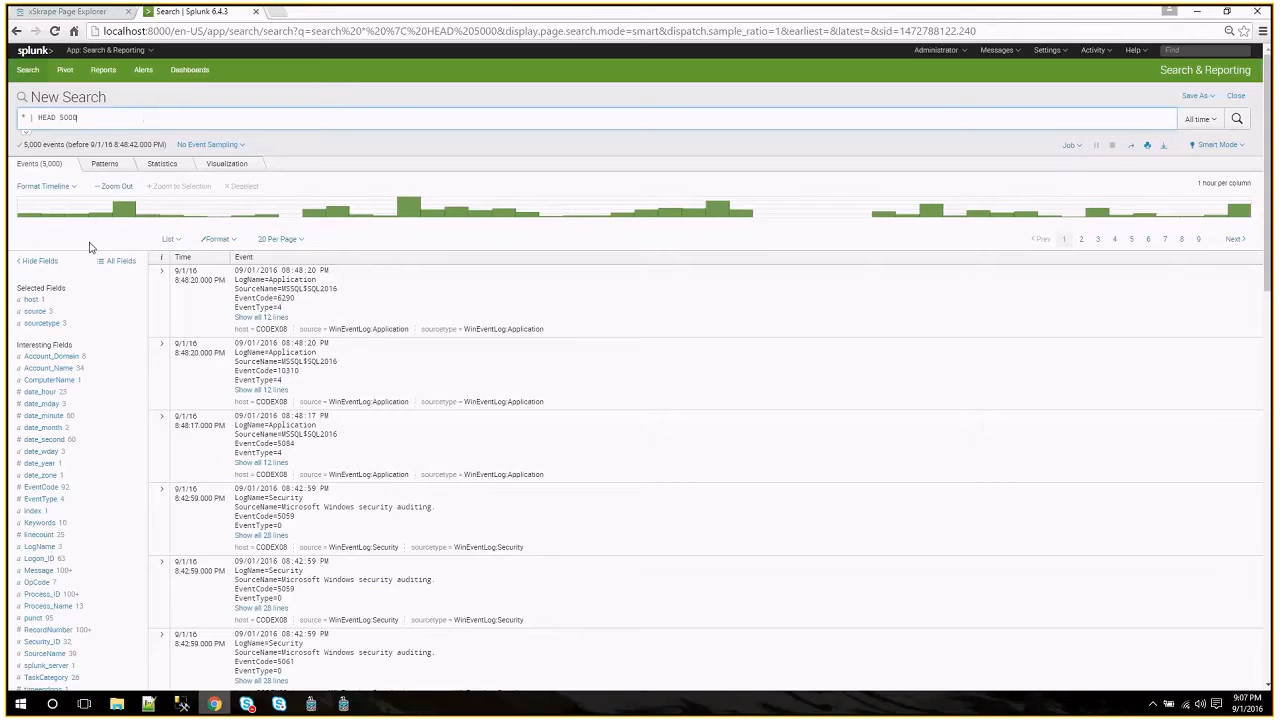 xSkrape Page Explorer
Search | Splunk 6.4.3
localhost:8000/en-US/app/search/search?q=search%20*%20%7C%20HEAD%205000&display.page.search.mode=smart&dispatch.sample_ratio=1&earliest=&latest=&sid=1472788122.240
splunk> App: Search & Reporting Administrator Messages Settings Activity Help Find
Search Pivot Reports Alerts Dashboards Search & Reporting
New Search Save As Close
* | HEAD 5000 All time
5,000 events (before 9/1/16 8:48:42.000 PM) No Event Sampling Job Smart Mode
Events (5,000) Patterns Statistics Visualization
Format Timeline – Zoom Out + Zoom to Selection × Deselect 1 hour per column
List Format 20 Per Page Prev 1 2 3 4 5 6 7 8 9 Next
Hide Fields All Fields
i Time Event
Selected Fields
a host 1
a source 3
a sourcetype 3
Interesting Fields
a Account_Domain 8
a Account_Name 34
a ComputerName 1
# date_hour 23
# date_mday 3
# date_minute 60
a date_month 2
# date_second 60
a date_wday 3
# date_year 1
a date_zone 1
# EventCode 92
# EventType 4
a index 1
a Keywords 10
# linecount 25
a LogName 3
a Logon_ID 63
a Message 100+
a OpCode 7
a Process_ID 100+
a Process_Name 13
a punct 95
# RecordNumber 100+
a Security_ID 32
a SourceName 39
a splunk_server 1
a TaskCategory 26
# timeendpos 1
9/1/16 8:48:20.000 PM
09/01/2016 08:48:20 PM
LogName=Application
SourceName=MSSQL$SQL2016
EventCode=6290
EventType=4
Show all 12 lines
host = CODEX08 source = WinEventLog:Application sourcetype = WinEventLog:Application
9/1/16 8:48:20.000 PM
09/01/2016 08:48:20 PM
LogName=Application
SourceName=MSSQL$SQL2016
EventCode=10310
EventType=4
Show all 12 lines
host = CODEX08 source = WinEventLog:Application sourcetype = WinEventLog:Application
9/1/16 8:48:17.000 PM
09/01/2016 08:48:17 PM
LogName=Application
SourceName=MSSQL$SQL2016
EventCode=5084
EventType=4
Show all 12 lines
host = CODEX08 source = WinEventLog:Application sourcetype = WinEventLog:Application
9/1/16 8:42:59.000 PM
09/01/2016 08:42:59 PM
LogName=Security
SourceName=Microsoft Windows security auditing.
EventCode=5059
EventType=0
Show all 28 lines
host = CODEX08 source = WinEventLog:Security sourcetype = WinEventLog:Security
9/1/16 8:42:59.000 PM
09/01/2016 08:42:59 PM
LogName=Security
SourceName=Microsoft Windows security auditing.
EventCode=5059
EventType=0
Show all 28 lines
host = CODEX08 source = WinEventLog:Security sourcetype = WinEventLog:Security
9/1/16 8:42:59.000 PM
09/01/2016 08:42:59 PM
LogName=Security
SourceName=Microsoft Windows security auditing.
EventCode=5061
EventType=0
Show all 28 lines
9:07 PM
9/1/2016